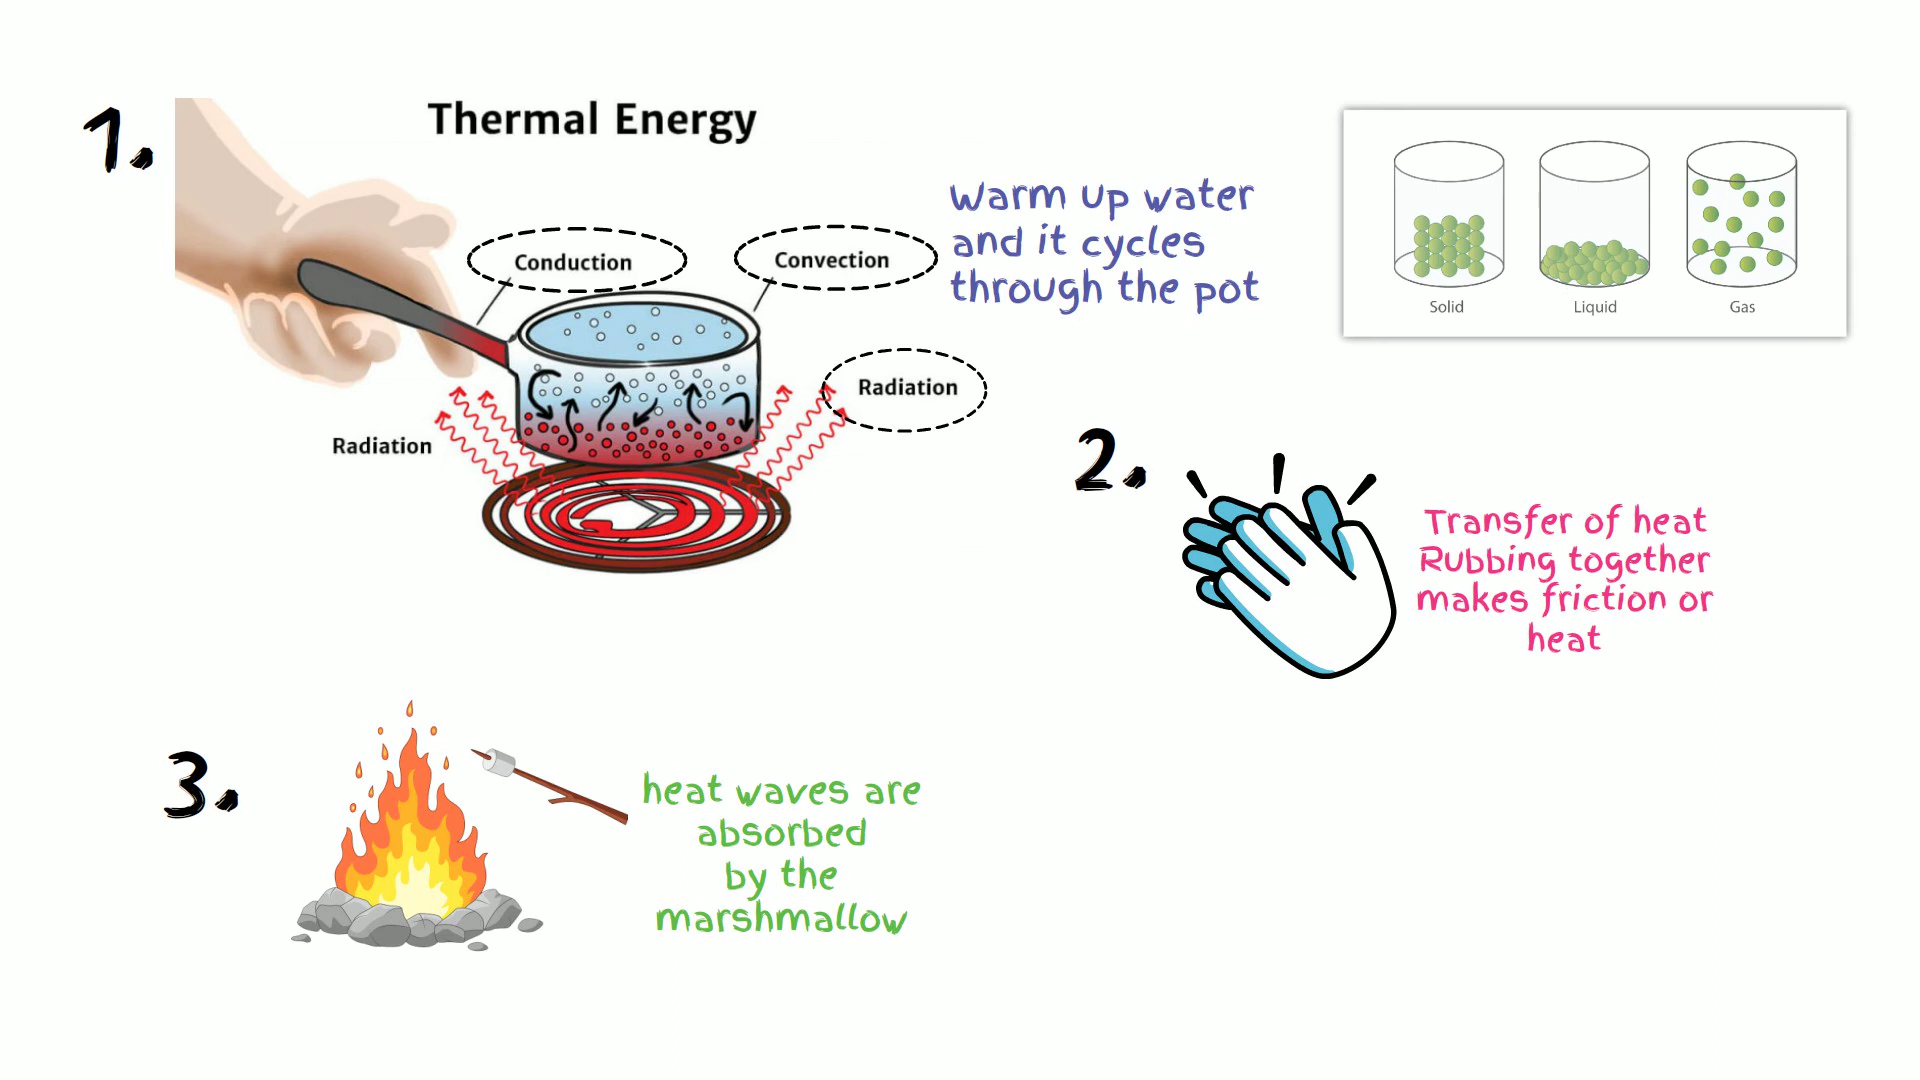 1.
Thermal Energy
Conduction
Convection
Radiation
Radiation
Warm up water
and it cycles
through the pot
Solid
Liquid
Gas
2.
Transfer of heat
Rubbing together
makes friction or
heat
3.
heat waves are
absorbed
by the
marshmallow